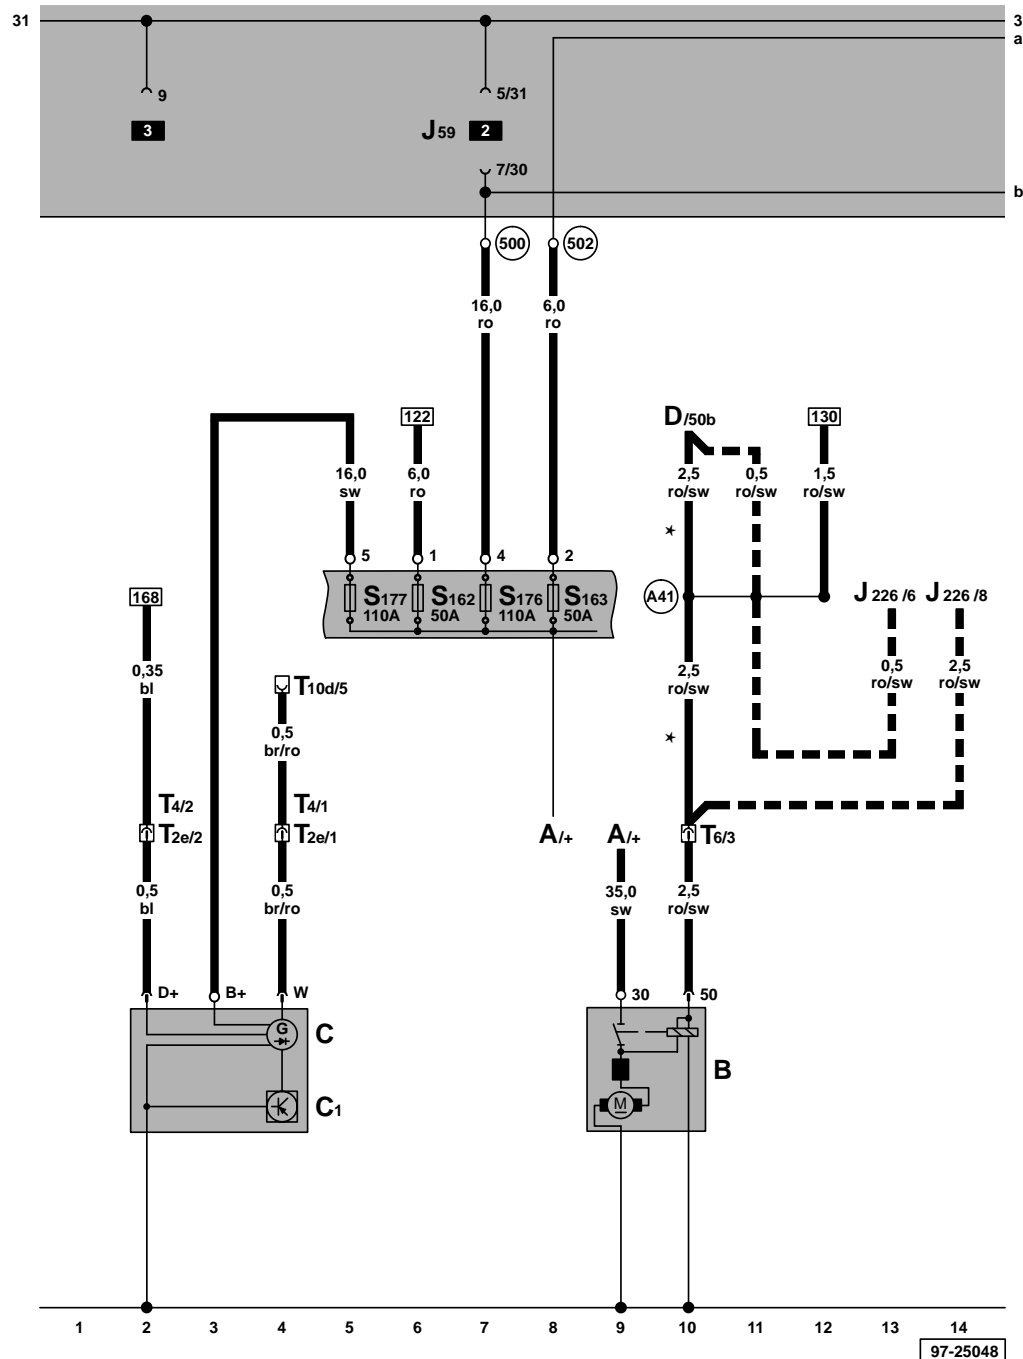 31
3
a
9
5/31
3
J59
2
7/30
b
500
502
16,0
ro
6,0
ro
122
D/50b
130
16,0
sw
6,0
ro
2,5
ro/sw
0,5
ro/sw
1,5
ro/sw
*
5
1
4
2
168
S177
110A
S162
50A
S176
110A
S163
50A
A41
J 226 /6
J 226 /8
0,35
bl
T10d/5
2,5
ro/sw
0,5
ro/sw
2,5
ro/sw
0,5
br/ro
*
T4/2
T2e/2
T4/1
T2e/1
A/+
A/+
T6/3
0,5
bl
0,5
br/ro
35,0
sw
2,5
ro/sw
D+
B+
W
30
50
G
C
B
C1
M
1 2 3 4 5 6 7 8 9 10 11 12 13 14
97-25048